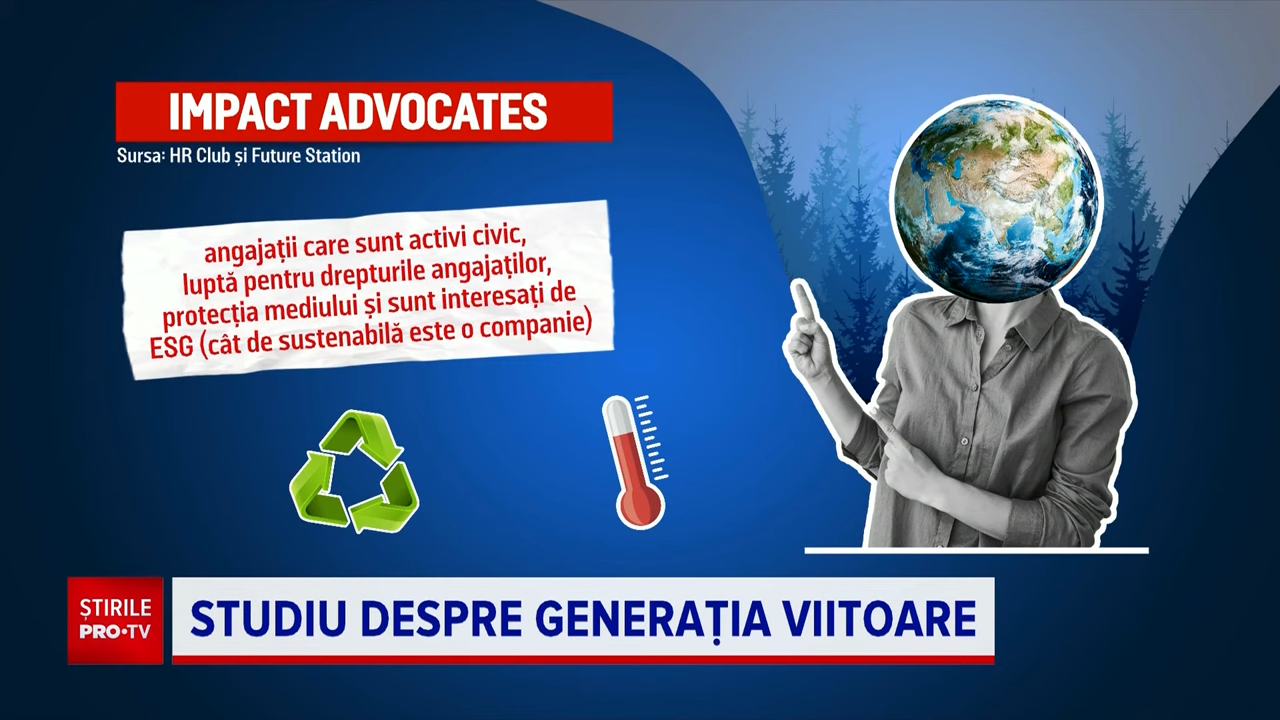 IMPACT ADVOCATES
Sursa: HR Club și Future Station
angajații care sunt activi civic,
luptă pentru drepturile angajaților,
protecția mediului și sunt interesați de
ESG (cât de sustenabilă este o companie)
ȘTIRILE
PRO•TV
STUDIU DESPRE GENERAȚIA VIITOARE